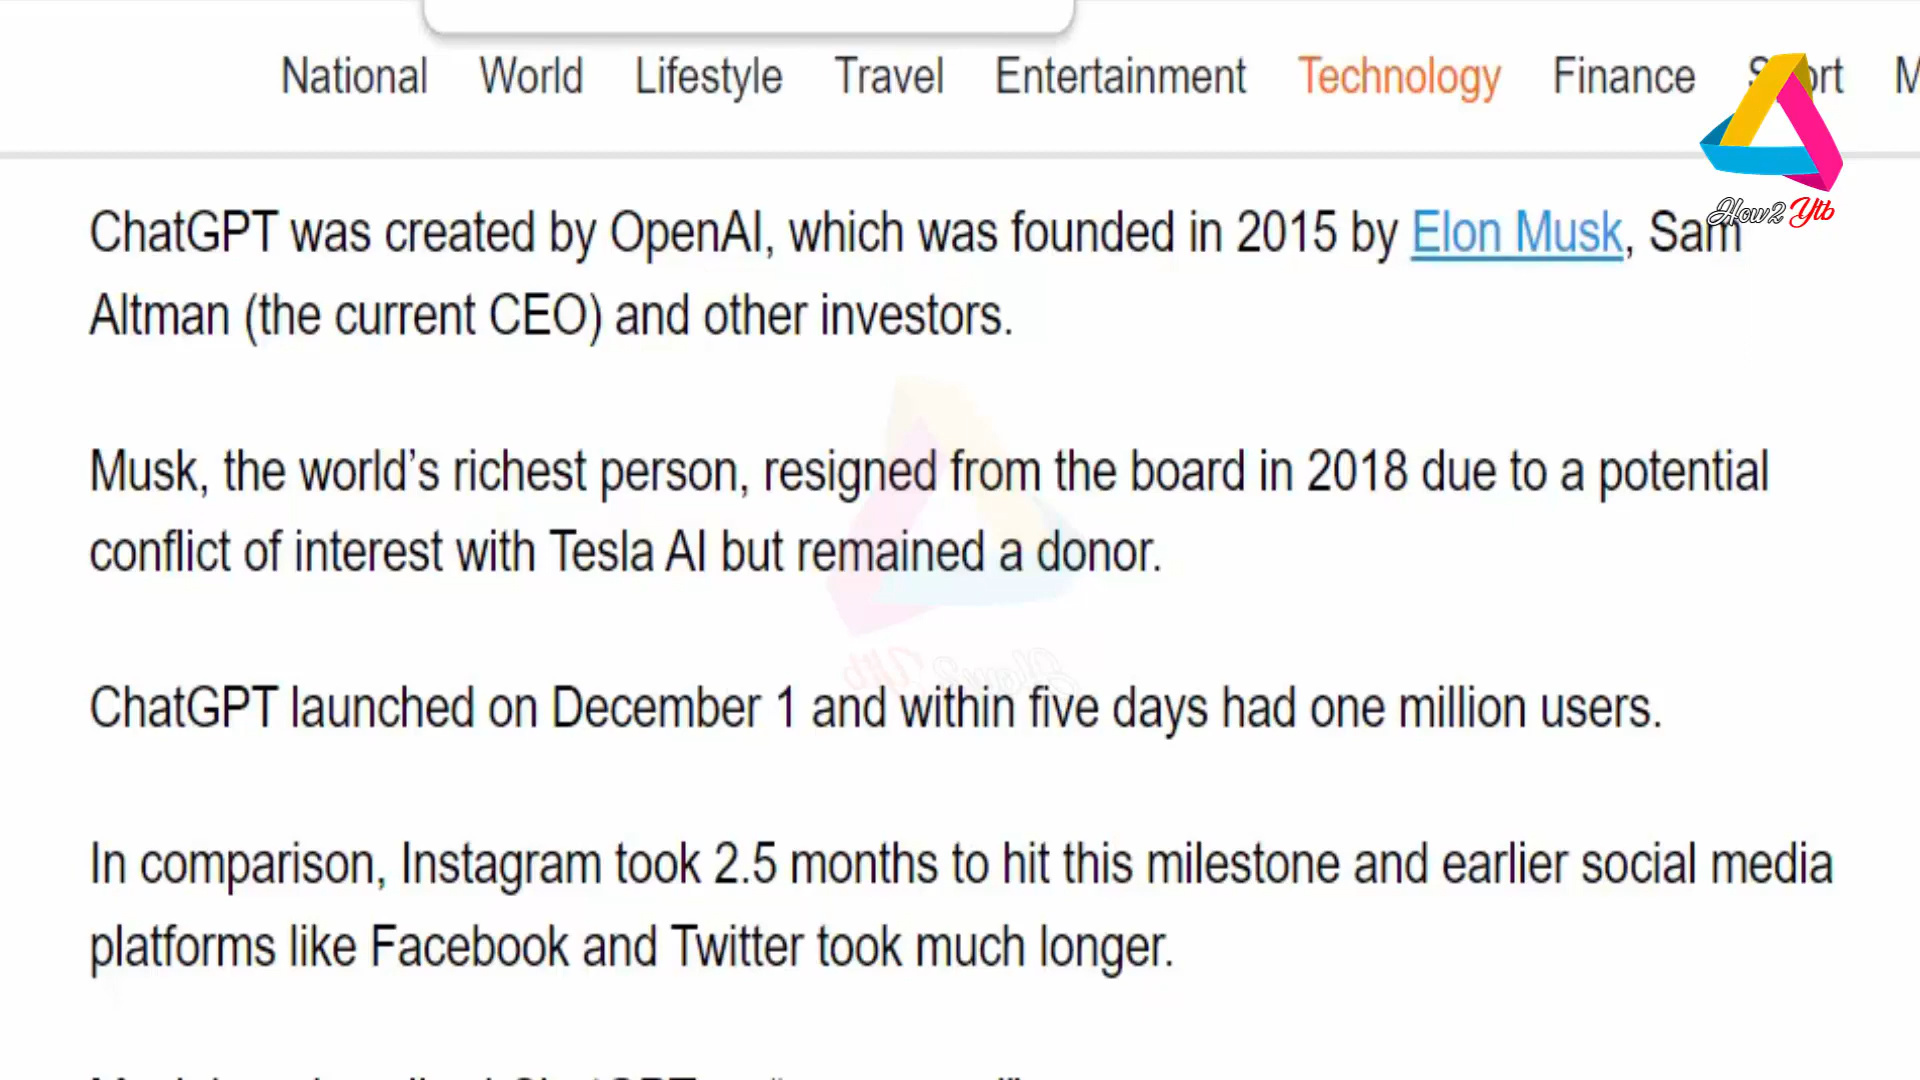 National World Lifestyle Travel Entertainment Technology Finance
How2 Ytb
ChatGPT was created by OpenAI, which was founded in 2015 by Elon Musk, Sam
Altman (the current CEO) and other investors.
Musk, the world’s richest person, resigned from the board in 2018 due to a potential
conflict of interest with Tesla AI but remained a donor.
How2 Ytb
ChatGPT launched on December 1 and within five days had one million users.
In comparison, Instagram took 2.5 months to hit this milestone and earlier social media
platforms like Facebook and Twitter took much longer.